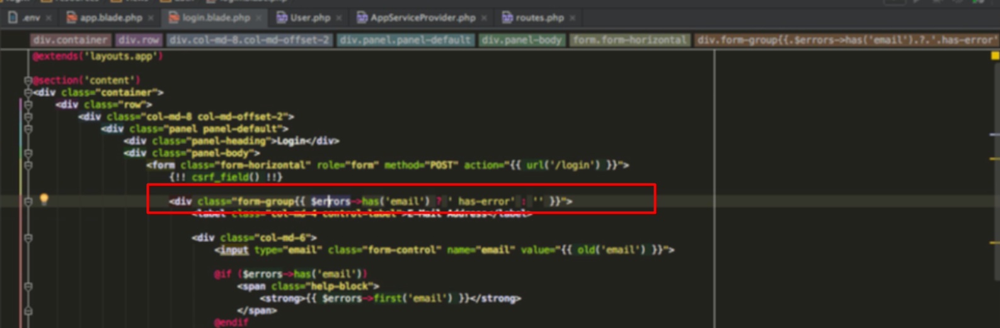 .env app.blade.php login.blade.php User.php AppServiceProvider.php routes.php
div.container div.row div.col-md-8.col-md-offset-2 div.panel.panel-default div.panel-body form.form-horizontal div.form-group{{.$errors->has('email').?.'.has-error'
@extends('layouts.app')
@section('content')
<div class="container">
<div class="row">
<div class="col-md-8 col-md-offset-2">
<div class="panel panel-default">
<div class="panel-heading">Login</div>
<div class="panel-body">
<form class="form-horizontal" role="form" method="POST" action="{{ url('/login') }}">
{!! csrf_field() !!}
<div class="form-group{{ $errors->has('email') ? ' has-error' : '' }}">
<label class="col-md-4 control-label">E-Mail Address</label>
<div class="col-md-6">
<input type="email" class="form-control" name="email" value="{{ old('email') }}">
@if ($errors->has('email'))
<span class="help-block">
<strong>{{ $errors->first('email') }}</strong>
</span>
@endif